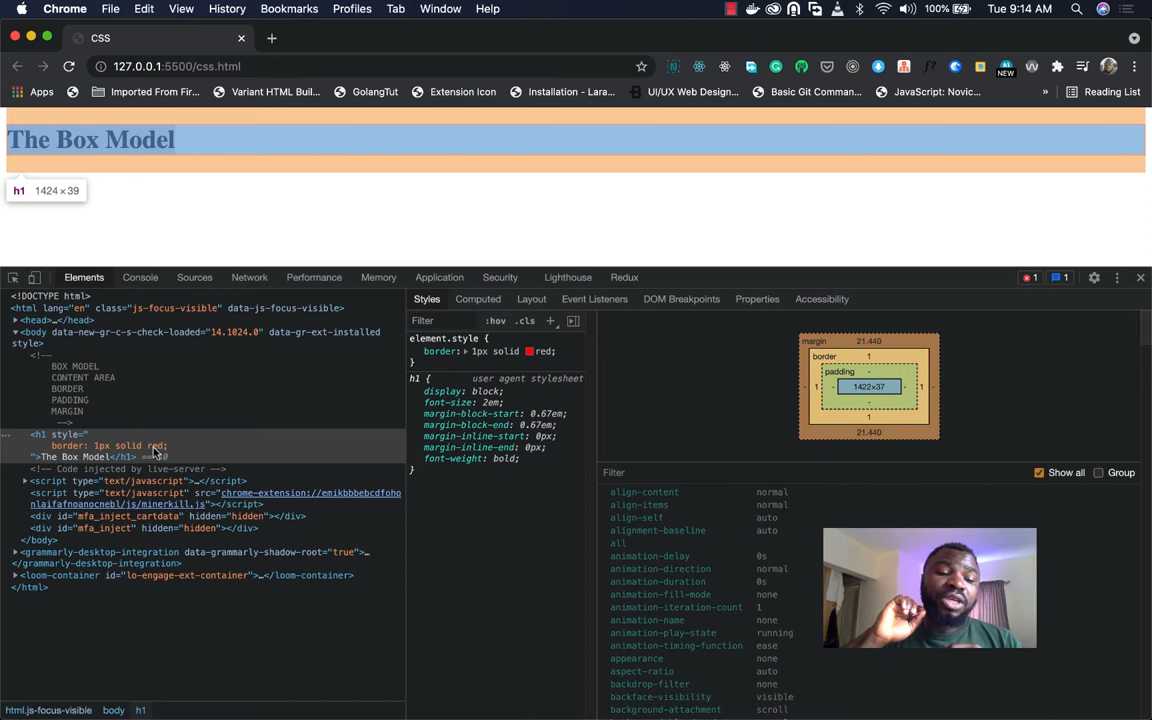 Chrome File Edit View History Bookmarks Profiles Tab Window Help 100% Tue 9:14 AM
CSS
127.0.0.1:5500/css.html
NEW
Apps Imported From Fir... Variant HTML Buil... GolangTut Extension Icon Installation - Lara... UI/UX Web Design... Basic Git Comman... JavaScript: Novic... » Reading List
The Box Model
h1 1424 × 39
Elements Console Sources Network Performance Memory Application Security Lighthouse Redux 1 1
<!DOCTYPE html>
<html lang="en" class="js-focus-visible" data-js-focus-visible>
<head>…</head>
<body data-new-gr-c-s-check-loaded="14.1024.0" data-gr-ext-installed
style>
<!--
BOX MODEL
CONTENT AREA
BORDER
PADDING
MARGIN
-->
<h1 style="
border: 1px solid red;
">The Box Model</h1>
<!-- Code injected by live-server -->
<script type="text/javascript">…</script>
<script type="text/javascript" src="chrome-extension://emikbbbebcdfoho
nlaifafnoanocnebl/js/minerkill.js"></script>
<div id="mfa_inject_cartdata" hidden="hidden"></div>
<div id="mfa_inject" hidden="hidden"></div>
</body>
<grammarly-desktop-integration data-grammarly-shadow-root="true">…
</grammarly-desktop-integration>
<loom-container id="lo-engage-ext-container">…</loom-container>
</html>
html.js-focus-visible body h1
Styles Computed Layout Event Listeners DOM Breakpoints Properties Accessibility
Filter :hov .cls +
element.style {
border: 1px solid red;
}
h1 { user agent stylesheet
display: block;
font-size: 2em;
margin-block-start: 0.67em;
margin-block-end: 0.67em;
margin-inline-start: 0px;
margin-inline-end: 0px;
font-weight: bold;
}
margin 21.440
border 1
padding -
- 1 - 1422×37 - 1 -
-
1
21.440
Filter Show all Group
align-content normal
align-items normal
align-self auto
alignment-baseline auto
all
animation-delay 0s
animation-direction normal
animation-duration 0s
animation-fill-mode none
animation-iteration-count 1
animation-name none
animation-play-state running
animation-timing-function ease
appearance none
aspect-ratio auto
backdrop-filter none
backface-visibility visible
background-attachment scroll